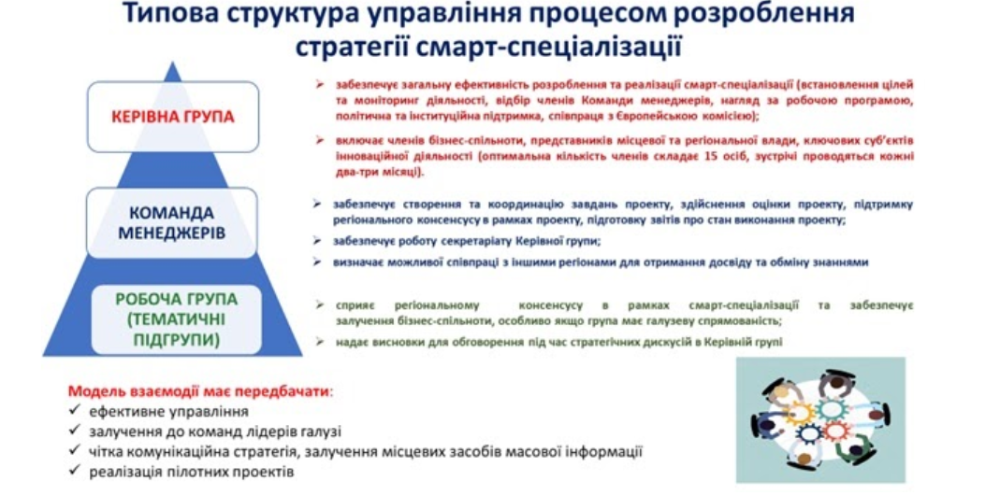 Типова структура управління процесом розроблення
стратегії смарт-спеціалізації
КЕРІВНА ГРУПА
➤ забезпечує загальну ефективність розроблення та реалізації смарт-спеціалізації (встановлення цілей
та моніторинг діяльності, відбір членів Команди менеджерів, нагляд за робочою програмою,
політична та інституційна підтримка, співпраця з Європейською комісією);
➤ включає членів бізнес-спільноти, представників місцевої та регіональної влади, ключових суб'єктів
інноваційної діяльності (оптимальна кількість членів складає 15 осіб, зустрічі проводяться кожні
два-три місяці).
КОМАНДА
МЕНЕДЖЕРІВ
➤ забезпечує створення та координацію завдань проекту, здійснення оцінки проекту, підтримку
регіонального консенсусу в рамках проекту, підготовку звітів про стан виконання проекту;
➤ забезпечує роботу секретаріату Керівної групи;
➤ визначає можливої співпраці з іншими регіонами для отримання досвіду та обміну знаннями
РОБОЧА ГРУПА
(ТЕМАТИЧНІ
ПІДГРУПИ)
➤ сприяє регіональному консенсусу в рамках смарт-спеціалізації та забезпечує
залучення бізнес-спільноти, особливо якщо група має галузеву спрямованість;
➤ надає висновки для обговорення під час стратегічних дискусій в Керівній групі
Модель взаємодії має передбачати:
✓ ефективне управління
✓ залучення до команд лідерів галузі
✓ чітка комунікаційна стратегія, залучення місцевих засобів масової інформації
✓ реалізація пілотних проектів